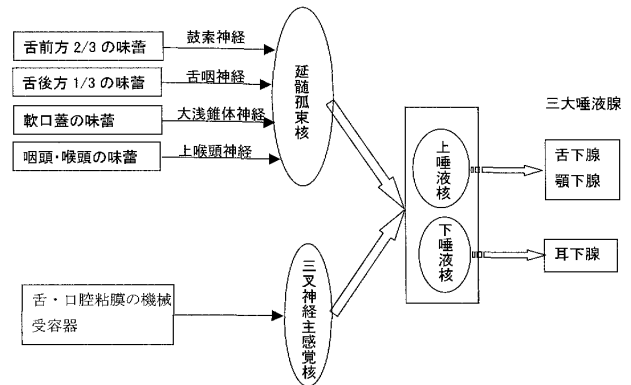 舌前方 2/3 の味蕾
鼓索神経
舌後方 1/3 の味蕾
舌咽神経
軟口蓋の味蕾
大浅錐体神経
咽頭・喉頭の味蕾
上喉頭神経
延髄孤束核
舌・口腔粘膜の機械
受容器
三叉神経主感覚核
上唾液核
下唾液核
三大唾液腺
舌下腺
顎下腺
耳下腺